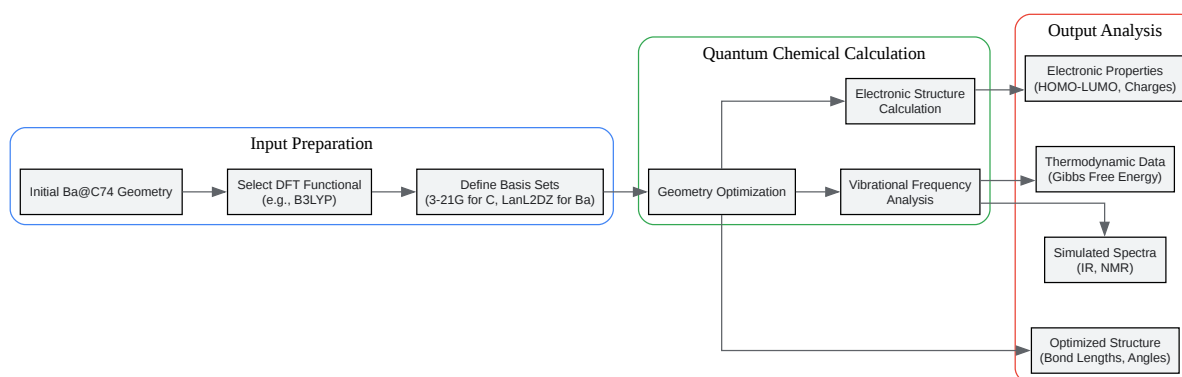 Input Preparation
Initial Ba@C74 Geometry
Select DFT Functional
(e.g., B3LYP)
Define Basis Sets
(3-21G for C, LanL2DZ for Ba)
Quantum Chemical Calculation
Geometry Optimization
Electronic Structure
Calculation
Vibrational Frequency
Analysis
Output Analysis
Electronic Properties
(HOMO-LUMO, Charges)
Thermodynamic Data
(Gibbs Free Energy)
Simulated Spectra
(IR, NMR)
Optimized Structure
(Bond Lengths, Angles)